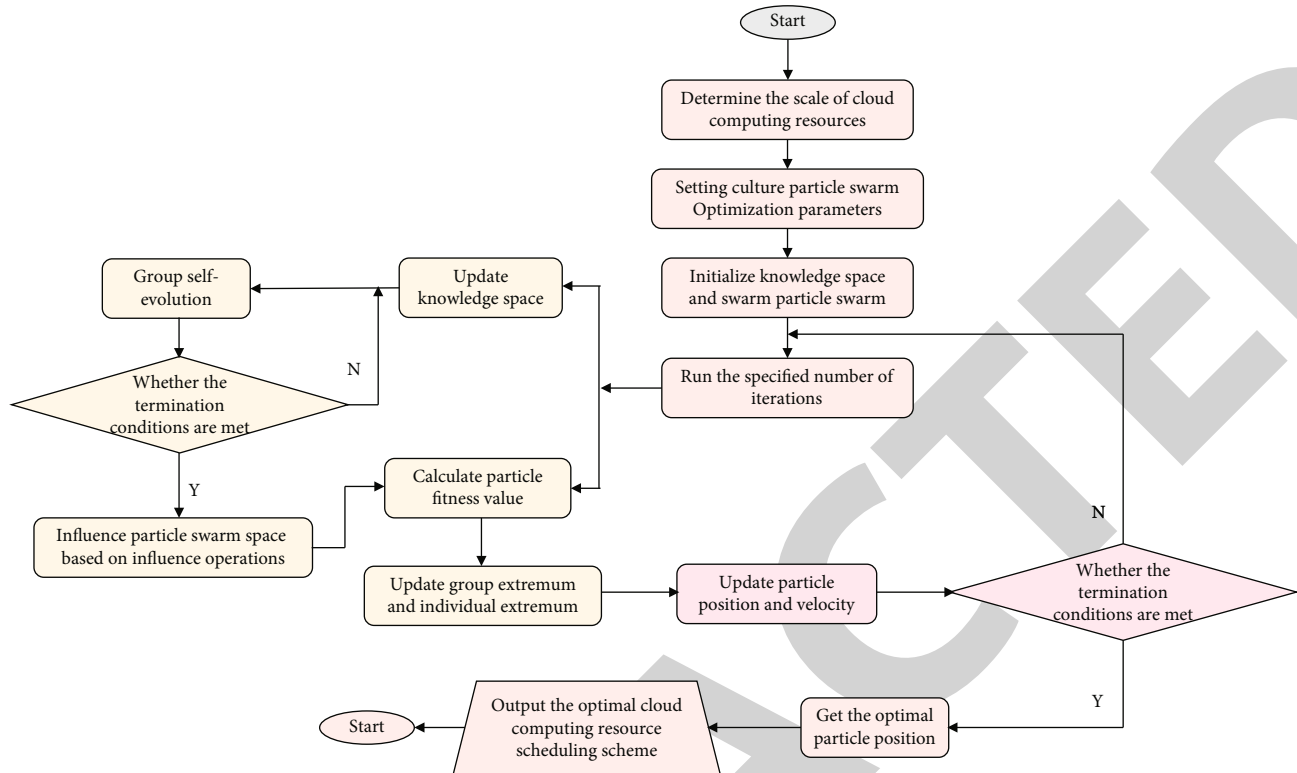 Start
Determine the scale of cloud
computing resources
Setting culture particle swarm
Optimization parameters
Initialize knowledge space
and swarm particle swarm
Run the specified number of
iterations
Update
knowledge space
Group self-
evolution
Whether the
termination
conditions are met
N
Y
Influence particle swarm space
based on influence operations
Calculate particle
fitness value
Update group extremum
and individual extremum
Update particle
position and velocity
Whether the
termination
conditions are met
N
Y
Get the optimal
particle position
Output the optimal cloud
computing resource
scheduling scheme
Start
ACTED